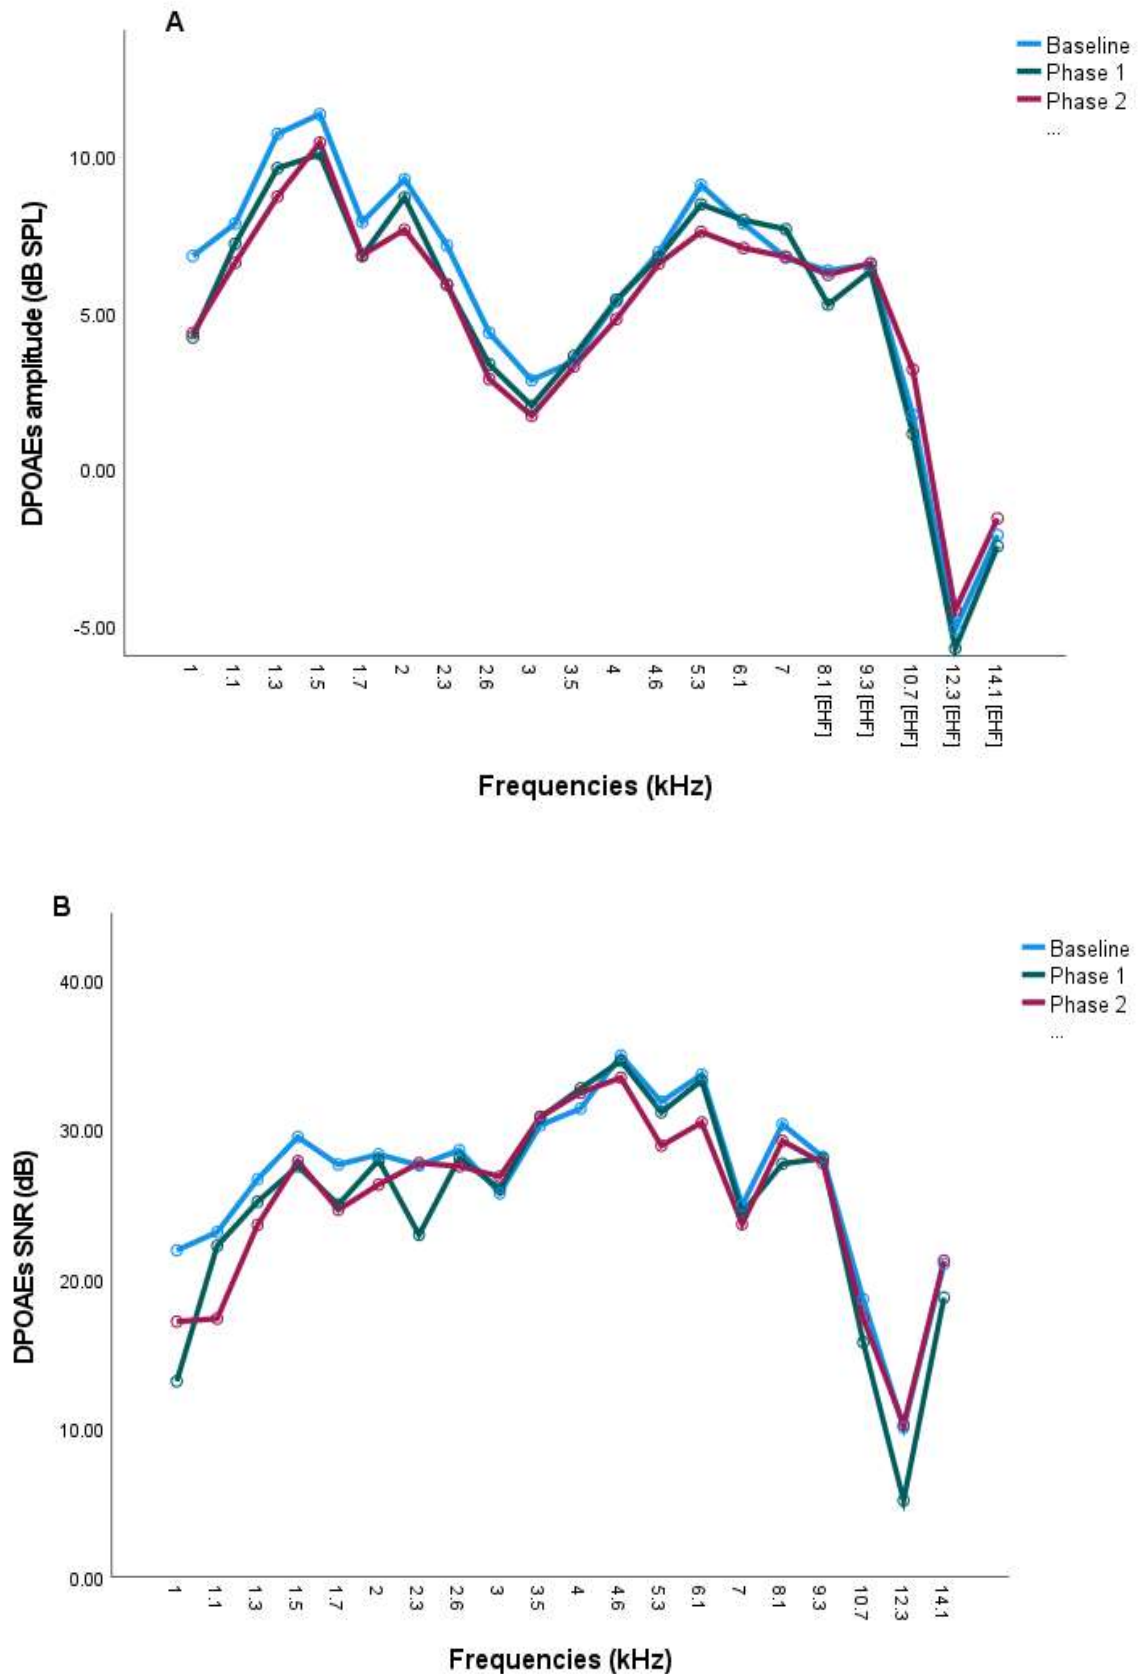 A
Baseline
Phase 1
Phase 2
...
DPOAEs amplitude (dB SPL)
10.00
5.00
0.00
-5.00
1
1.1
1.3
1.5
1.7
2
2.3
2.6
3
3.5
4
4.6
5.3
6.1
7
8.1 [EHF]
9.3 [EHF]
10.7 [EHF]
12.3 [EHF]
14.1 [EHF]
Frequencies (kHz)
B
Baseline
Phase 1
Phase 2
...
DPOAEs SNR (dB)
40.00
30.00
20.00
10.00
0.00
1
1.1
1.3
1.5
1.7
2
2.3
2.6
3
3.5
4
4.6
5.3
6.1
7
8.1
9.3
10.7
12.3
14.1
Frequencies (kHz)